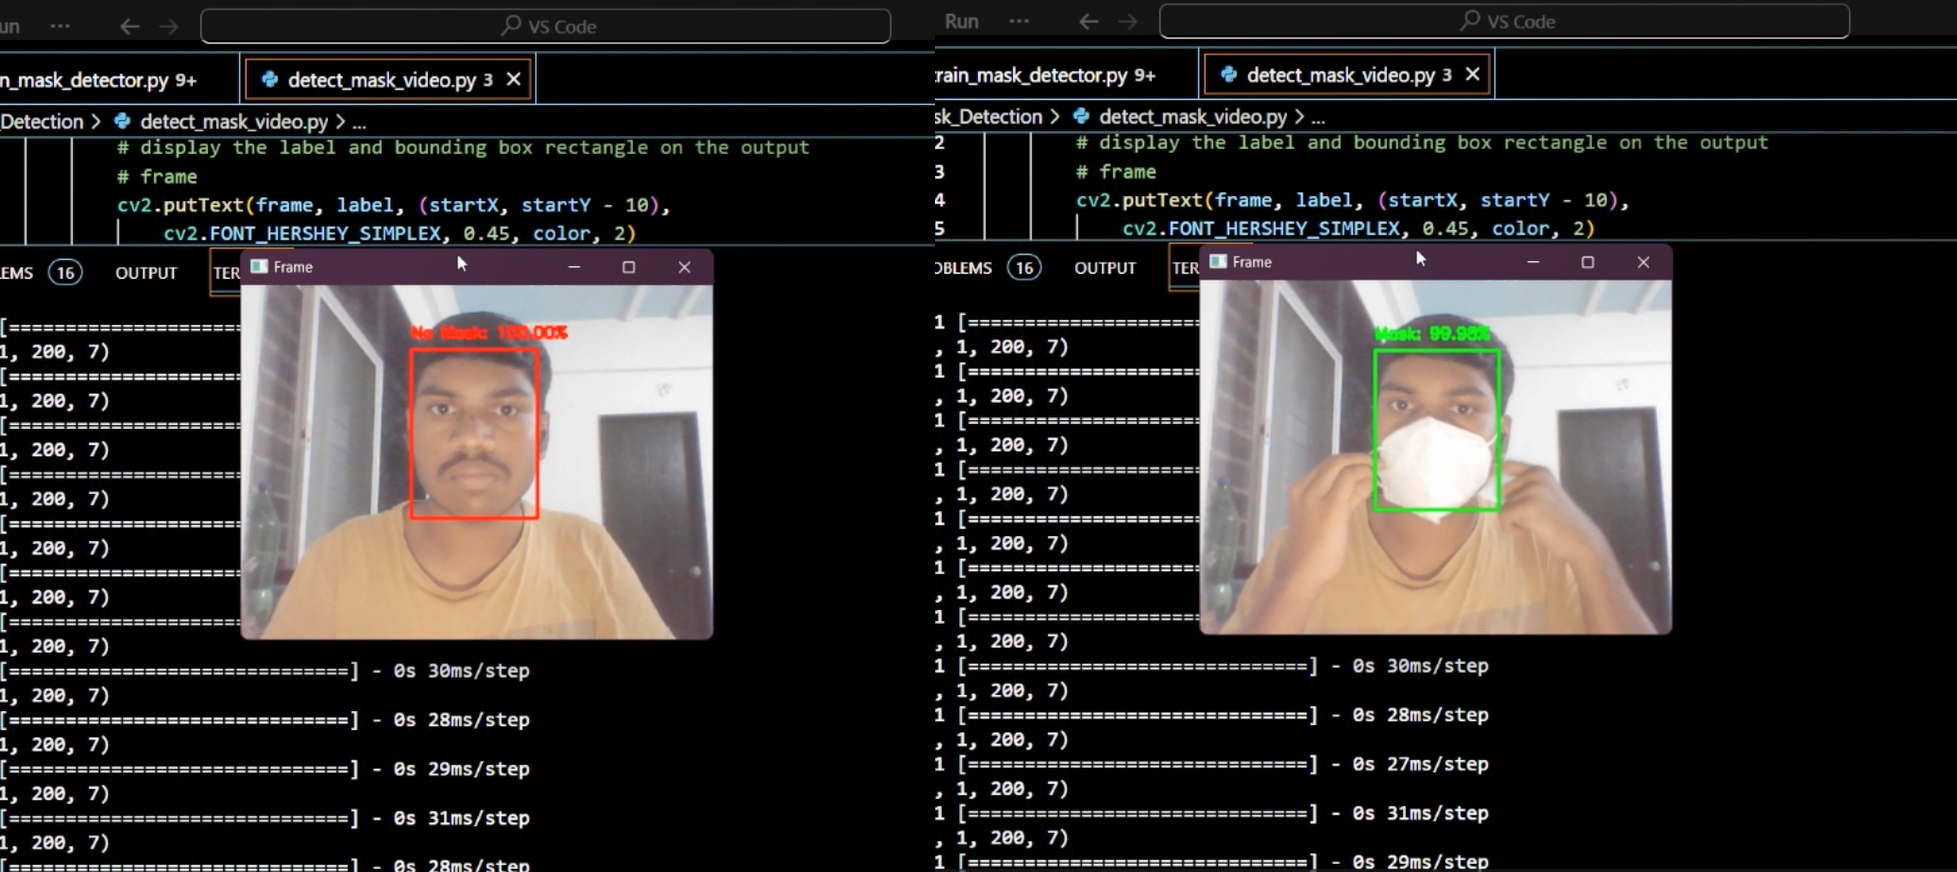 un ... ← → VS Code
n_mask_detector.py 9+ detect_mask_video.py 3 ×
_Detection > detect_mask_video.py > ...
# display the label and bounding box rectangle on the output
# frame
cv2.putText(frame, label, (startX, startY - 10),
cv2.FONT_HERSHEY_SIMPLEX, 0.45, color, 2)
LEMS 16 OUTPUT TER
Frame
No Mask: 100.00%
[=======================
1, 200, 7)
[=======================
1, 200, 7)
[=======================
1, 200, 7)
[=======================
1, 200, 7)
[=======================
1, 200, 7)
[=======================
1, 200, 7)
[=======================
1, 200, 7)
[==============================] - 0s 30ms/step
1, 200, 7)
[==============================] - 0s 28ms/step
1, 200, 7)
[==============================] - 0s 29ms/step
1, 200, 7)
[==============================] - 0s 31ms/step
1, 200, 7)
[==============================] - 0s 28ms/step
Run ... ← → VS Code
rain_mask_detector.py 9+ detect_mask_video.py 3 ×
sk_Detection > detect_mask_video.py > ...
2 # display the label and bounding box rectangle on the output
3 # frame
4 cv2.putText(frame, label, (startX, startY - 10),
5 cv2.FONT_HERSHEY_SIMPLEX, 0.45, color, 2)
OBLEMS 16 OUTPUT TER
Frame
Mask: 99.98%
1 [=====================
, 1, 200, 7)
1 [=====================
, 1, 200, 7)
1 [=====================
, 1, 200, 7)
1 [=====================
, 1, 200, 7)
1 [=====================
, 1, 200, 7)
1 [=====================
, 1, 200, 7)
1 [=====================
, 1, 200, 7)
1 [==============================] - 0s 30ms/step
, 1, 200, 7)
1 [==============================] - 0s 28ms/step
, 1, 200, 7)
1 [==============================] - 0s 27ms/step
, 1, 200, 7)
1 [==============================] - 0s 31ms/step
, 1, 200, 7)
1 [==============================] - 0s 29ms/step